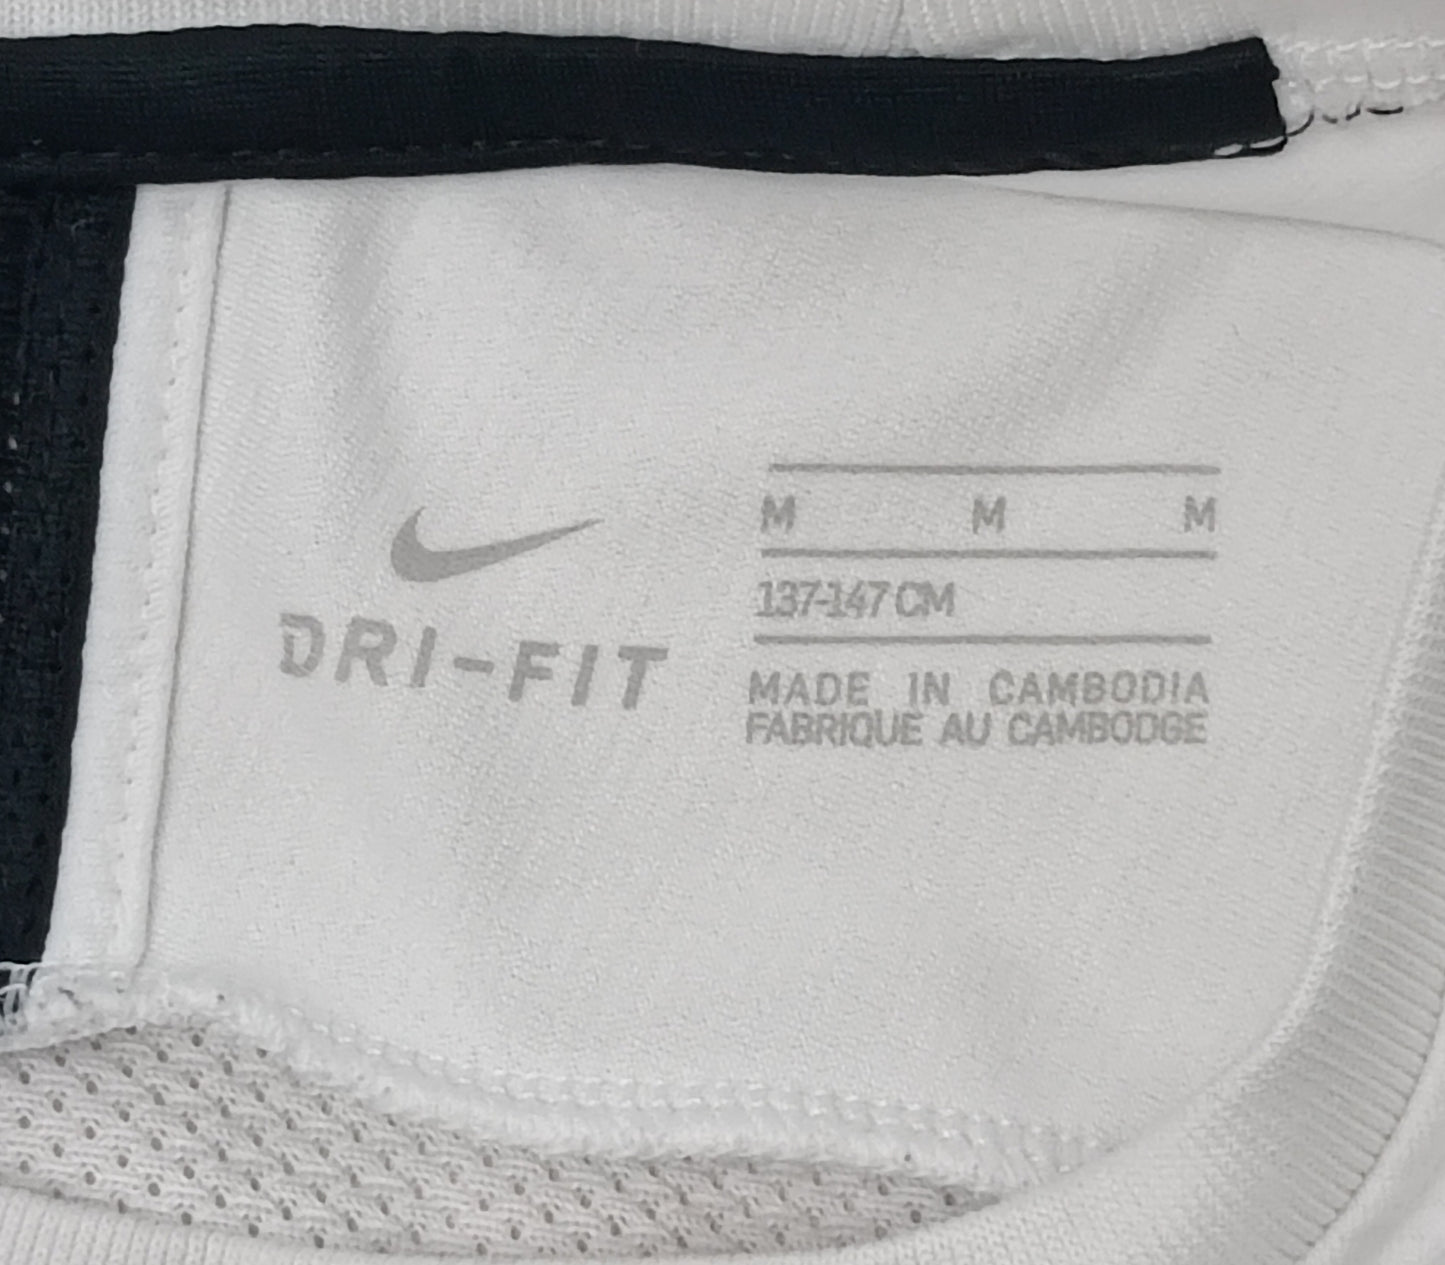 DRI-FIT
M M M
137-147 CM
MADE IN CAMBODIA
FABRIQUE AU CAMBODGE